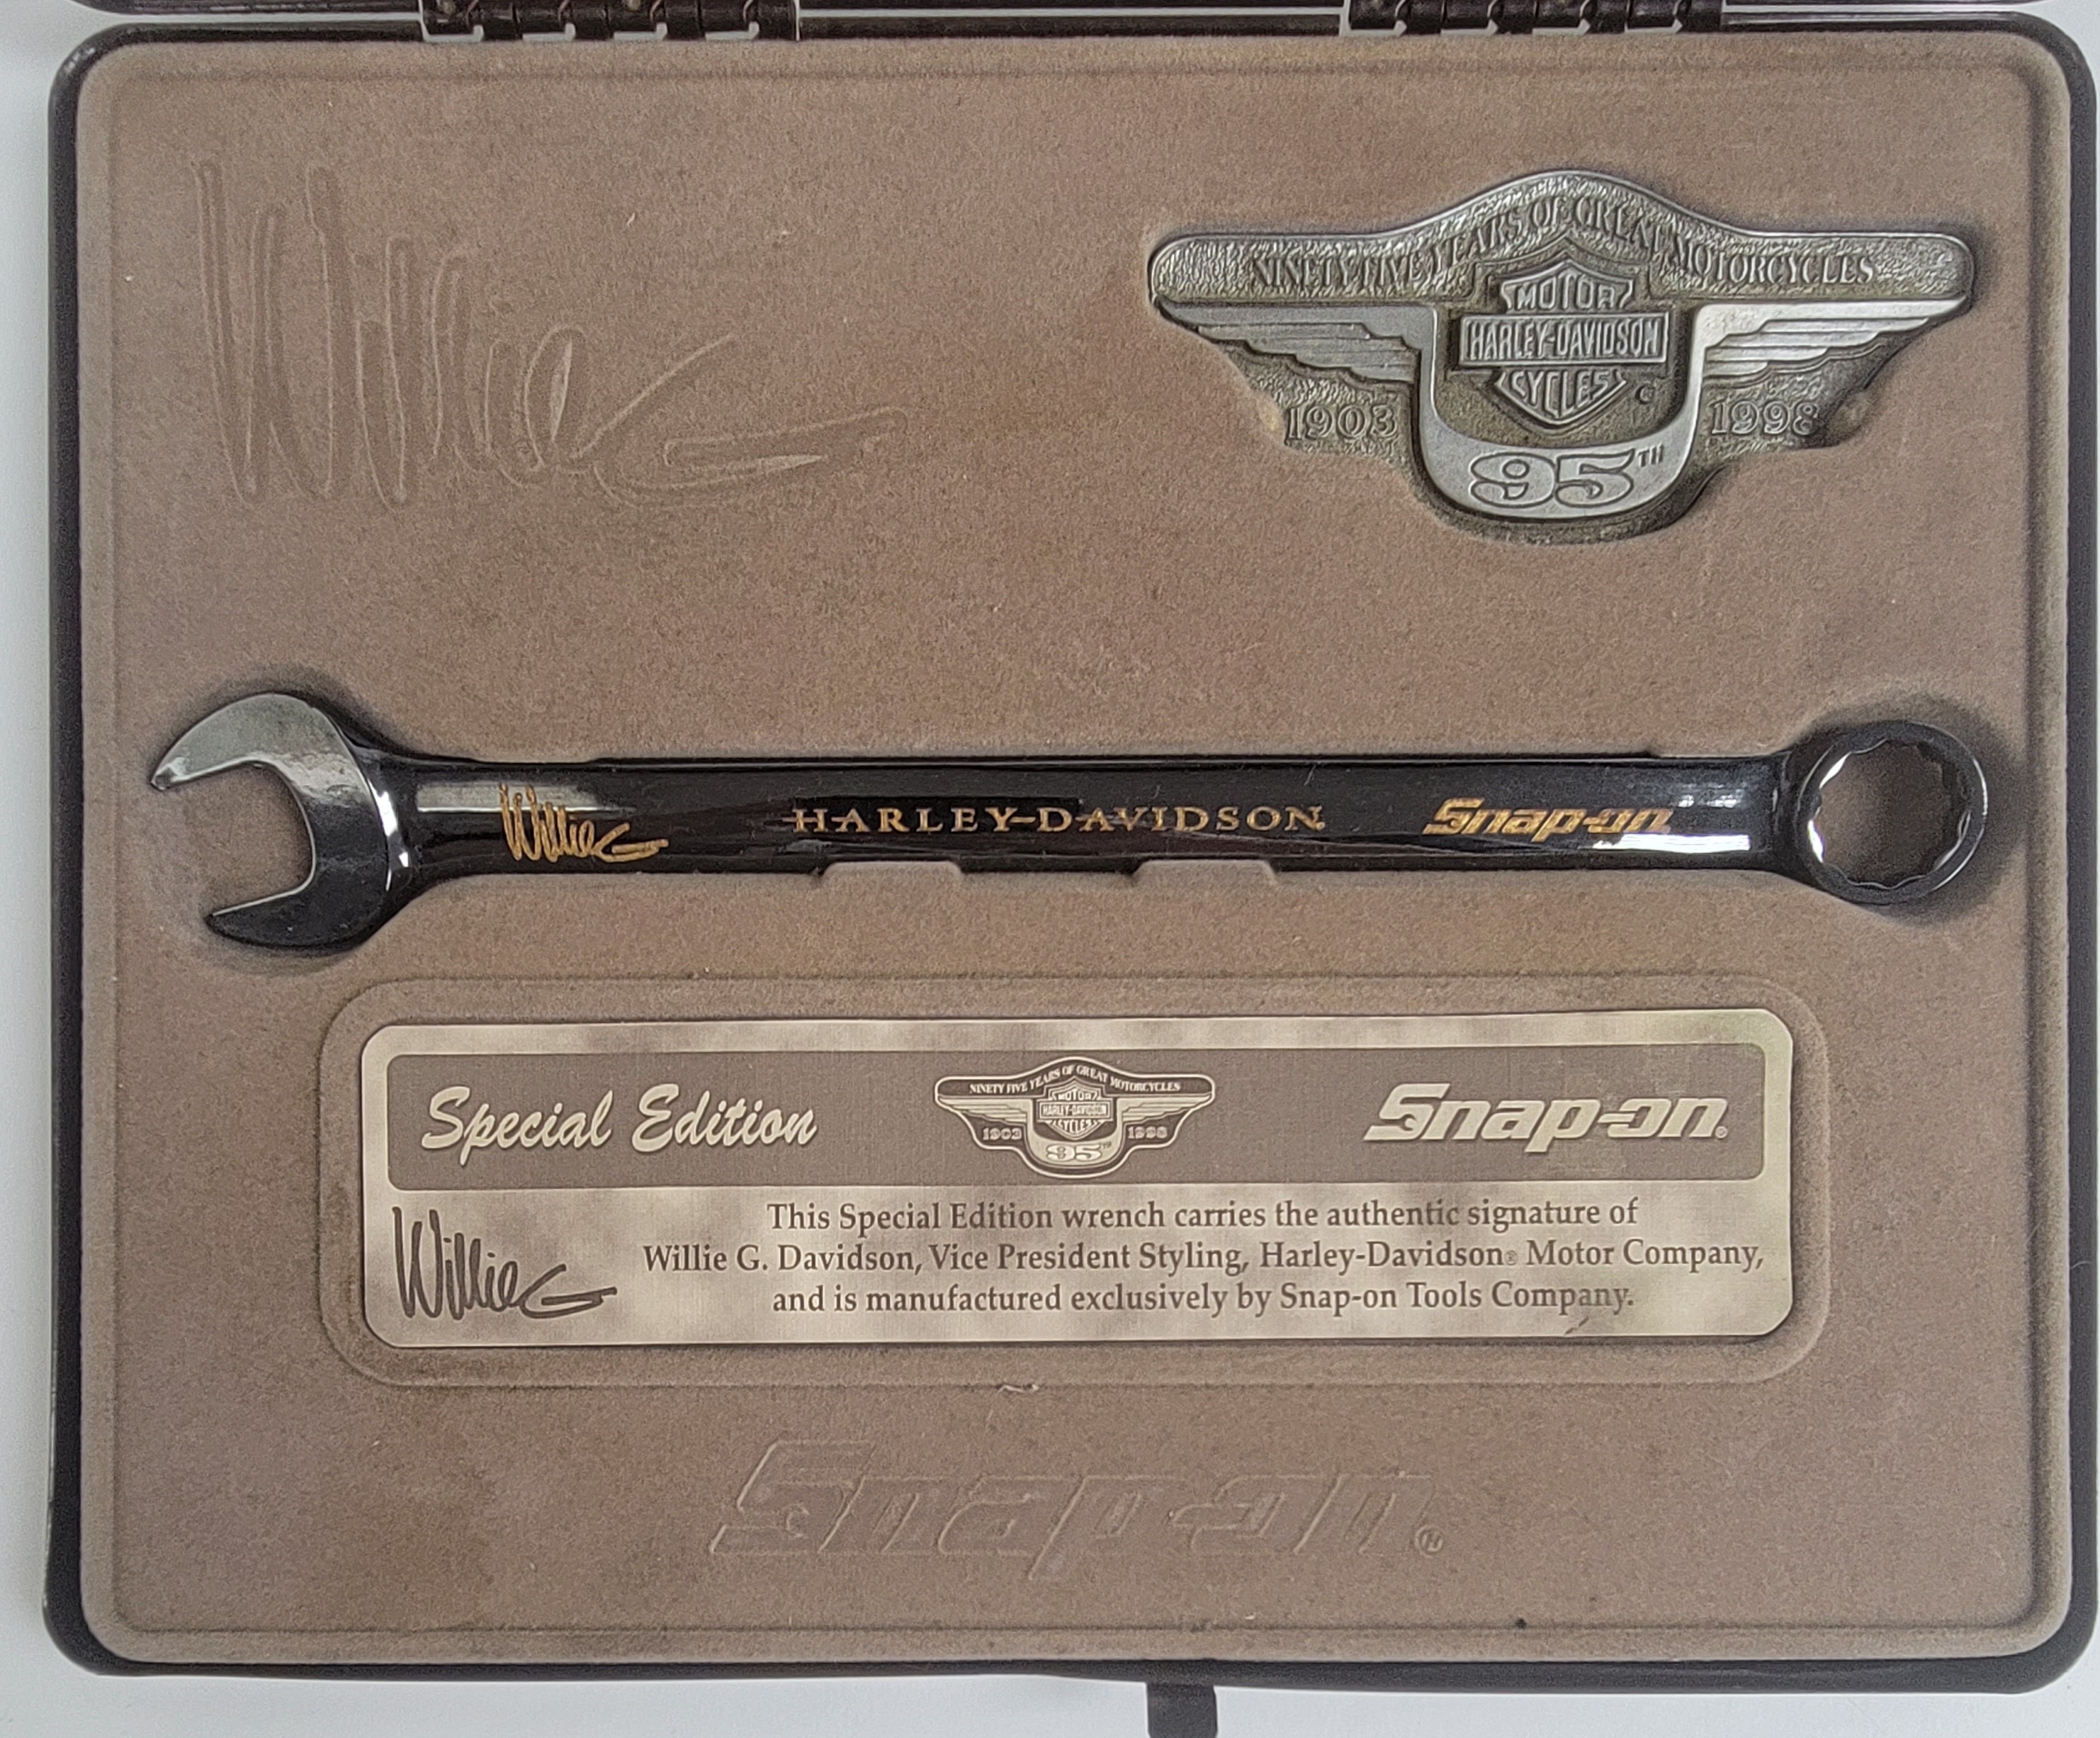 Willie G
NINETY FIVE YEARS OF GREAT MOTORCYCLES
MOTOR
HARLEY-DAVIDSON
CYCLES
1903
1998
95TH
Willie G
HARLEY-DAVIDSON
Snap-on
Special Edition
NINETY FIVE YEARS OF GREAT MOTORCYCLES
MOTOR
HARLEY-DAVIDSON
CYCLES
1903
1998
95TH
Snap-on®
Willie G
This Special Edition wrench carries the authentic signature of
Willie G. Davidson, Vice President Styling, Harley-Davidson® Motor Company,
and is manufactured exclusively by Snap-on Tools Company.
Snap-on®